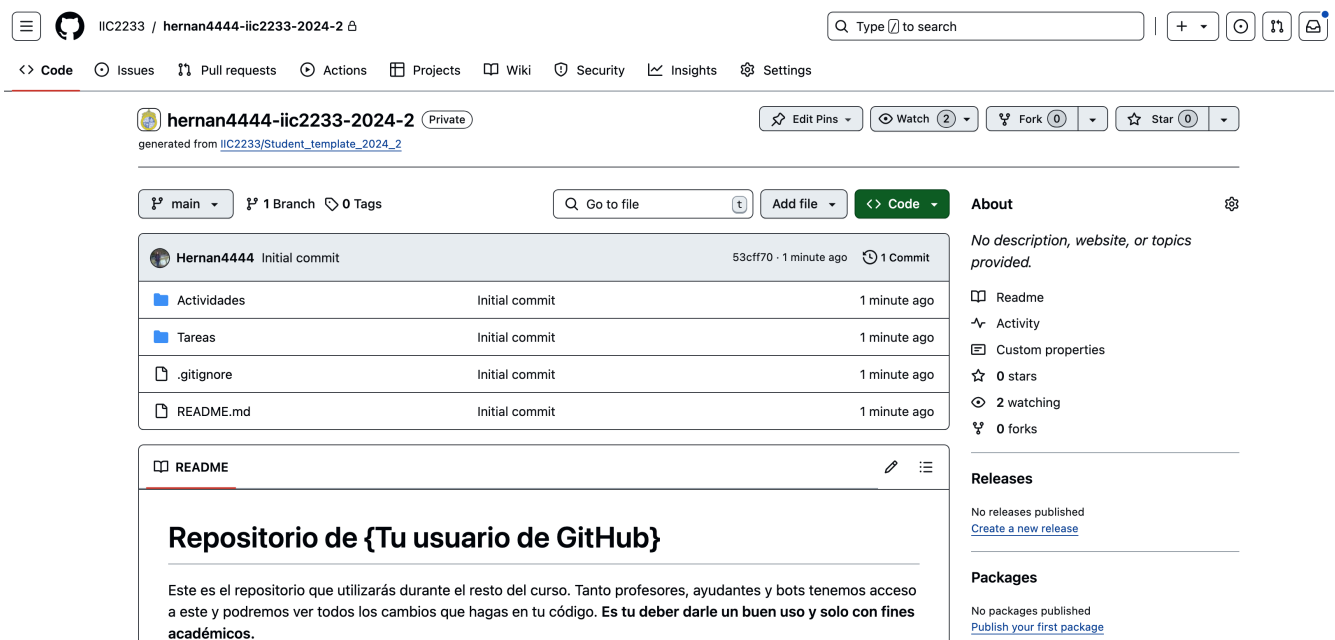 IIC2233 / hernan4444-iic2233-2024-2
Type / to search
Code Issues Pull requests Actions Projects Wiki Security Insights Settings
hernan4444-iic2233-2024-2 Private
Edit Pins Watch 2 Fork 0 Star 0
generated from IIC2233/Student_template_2024_2
main 1 Branch 0 Tags
Go to file t Add file Code
Hernan4444 Initial commit 53cff70 · 1 minute ago 1 Commit
Actividades Initial commit 1 minute ago
Tareas Initial commit 1 minute ago
.gitignore Initial commit 1 minute ago
README.md Initial commit 1 minute ago
README
Repositorio de {Tu usuario de GitHub}
Este es el repositorio que utilizarás durante el resto del curso. Tanto profesores, ayudantes y bots tenemos acceso
a este y podremos ver todos los cambios que hagas en tu código. Es tu deber darle un buen uso y solo con fines
académicos.
About
No description, website, or topics
provided.
Readme
Activity
Custom properties
0 stars
2 watching
0 forks
Releases
No releases published
Create a new release
Packages
No packages published
Publish your first package